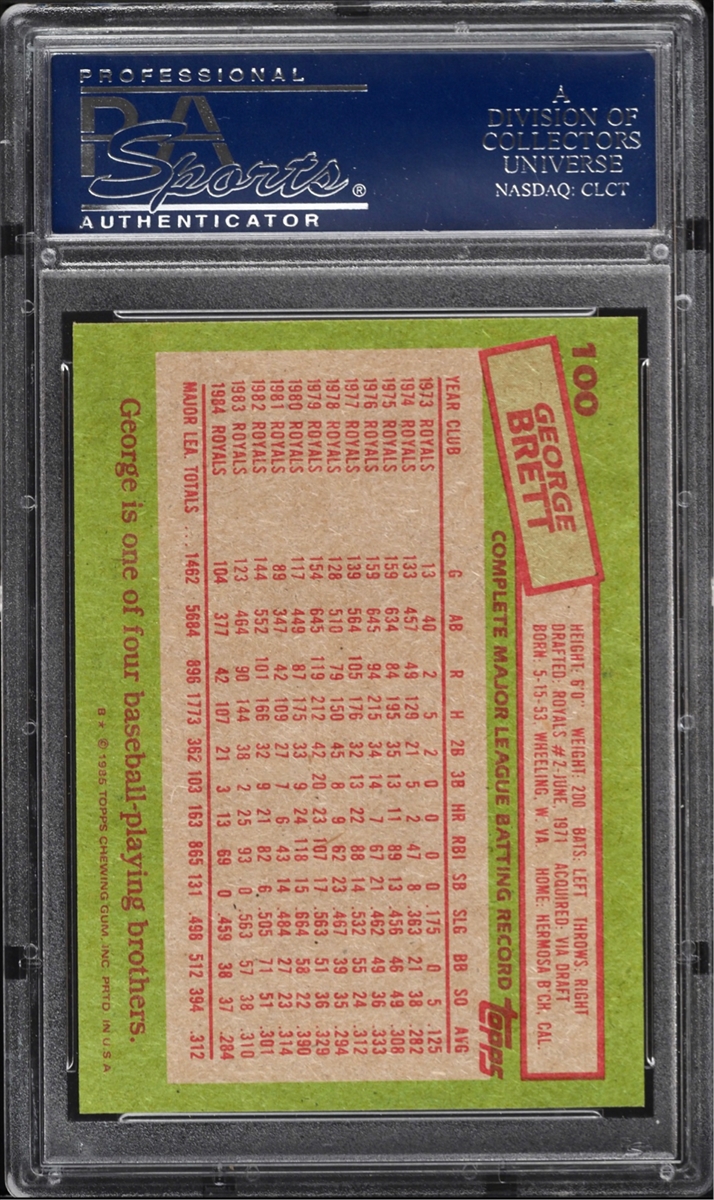 PROFESSIONAL
PSA
Sports®
AUTHENTICATOR
A
DIVISION OF
COLLECTORS
UNIVERSE
NASDAQ: CLCT
100
GEORGE
BRETT
HEIGHT: 6'0" WEIGHT: 200 BATS: LEFT THROWS: RIGHT
DRAFTED: ROYALS #2-JUNE, 1971 ACQUIRED: VIA DRAFT
BORN: 5-15-53, WHEELING, W. VA. HOME: HERMOSA B'CH, CAL.
COMPLETE MAJOR LEAGUE BATTING RECORD topps
YEAR CLUB G AB R H 2B 3B HR RBI SB SLG BB SO AVG
1973 ROYALS 13 40 2 5 2 0 0 0 0 .175 0 5 .125
1974 ROYALS 133 457 49 129 21 5 2 47 8 .363 21 38 .282
1975 ROYALS 159 634 84 195 35 13 11 89 13 .456 46 49 .308
1976 ROYALS 159 645 94 215 34 14 7 67 21 .462 49 36 .333
1977 ROYALS 139 564 105 176 32 13 22 88 14 .532 55 24 .312
1978 ROYALS 128 510 79 150 45 8 9 62 23 .467 39 35 .294
1979 ROYALS 154 645 119 212 42 20 23 107 17 .563 51 36 .329
1980 ROYALS 117 449 87 175 33 9 24 118 15 .664 58 22 .390
1981 ROYALS 89 347 42 109 27 7 6 43 14 .484 27 23 .314
1982 ROYALS 144 552 101 166 32 9 21 82 6 .505 71 51 .301
1983 ROYALS 123 464 90 144 38 2 25 93 0 .563 57 38 .310
1984 ROYALS 104 377 42 107 21 3 13 69 0 .459 38 37 .284
MAJOR LEA. TOTALS ... 1462 5684 896 1773 362 103 163 865 131 .498 512 394 .312
George is one of four baseball-playing brothers.
B★ © 1985 TOPPS CHEWING GUM, INC. PRTD. IN U.S.A.